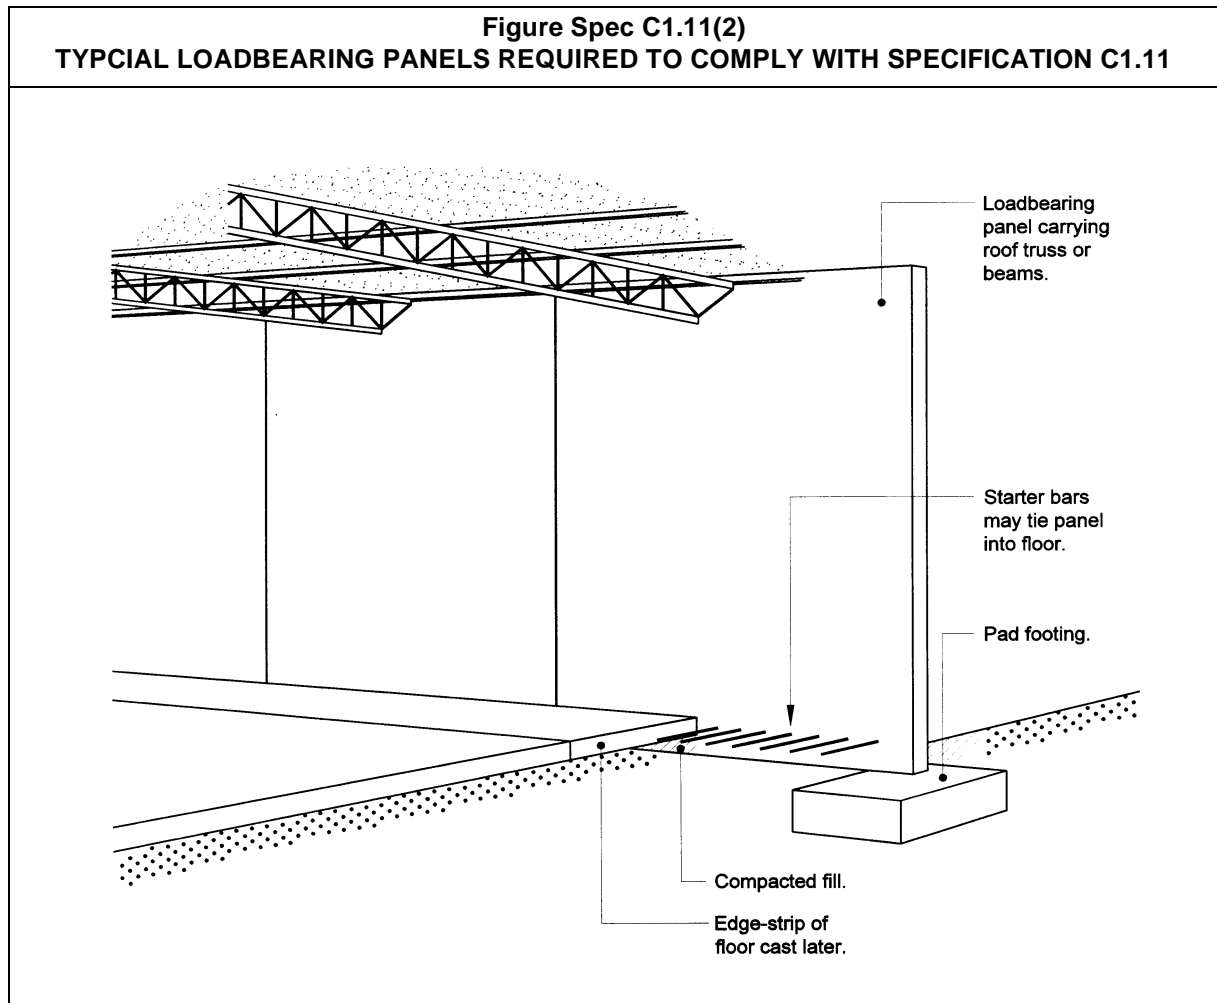 Figure Spec C1.11(2)
TYPCIAL LOADBEARING PANELS REQUIRED TO COMPLY WITH SPECIFICATION C1.11
Loadbearing
panel carrying
roof truss or
beams.
Starter bars
may tie panel
into floor.
Pad footing.
Compacted fill.
Edge-strip of
floor cast later.